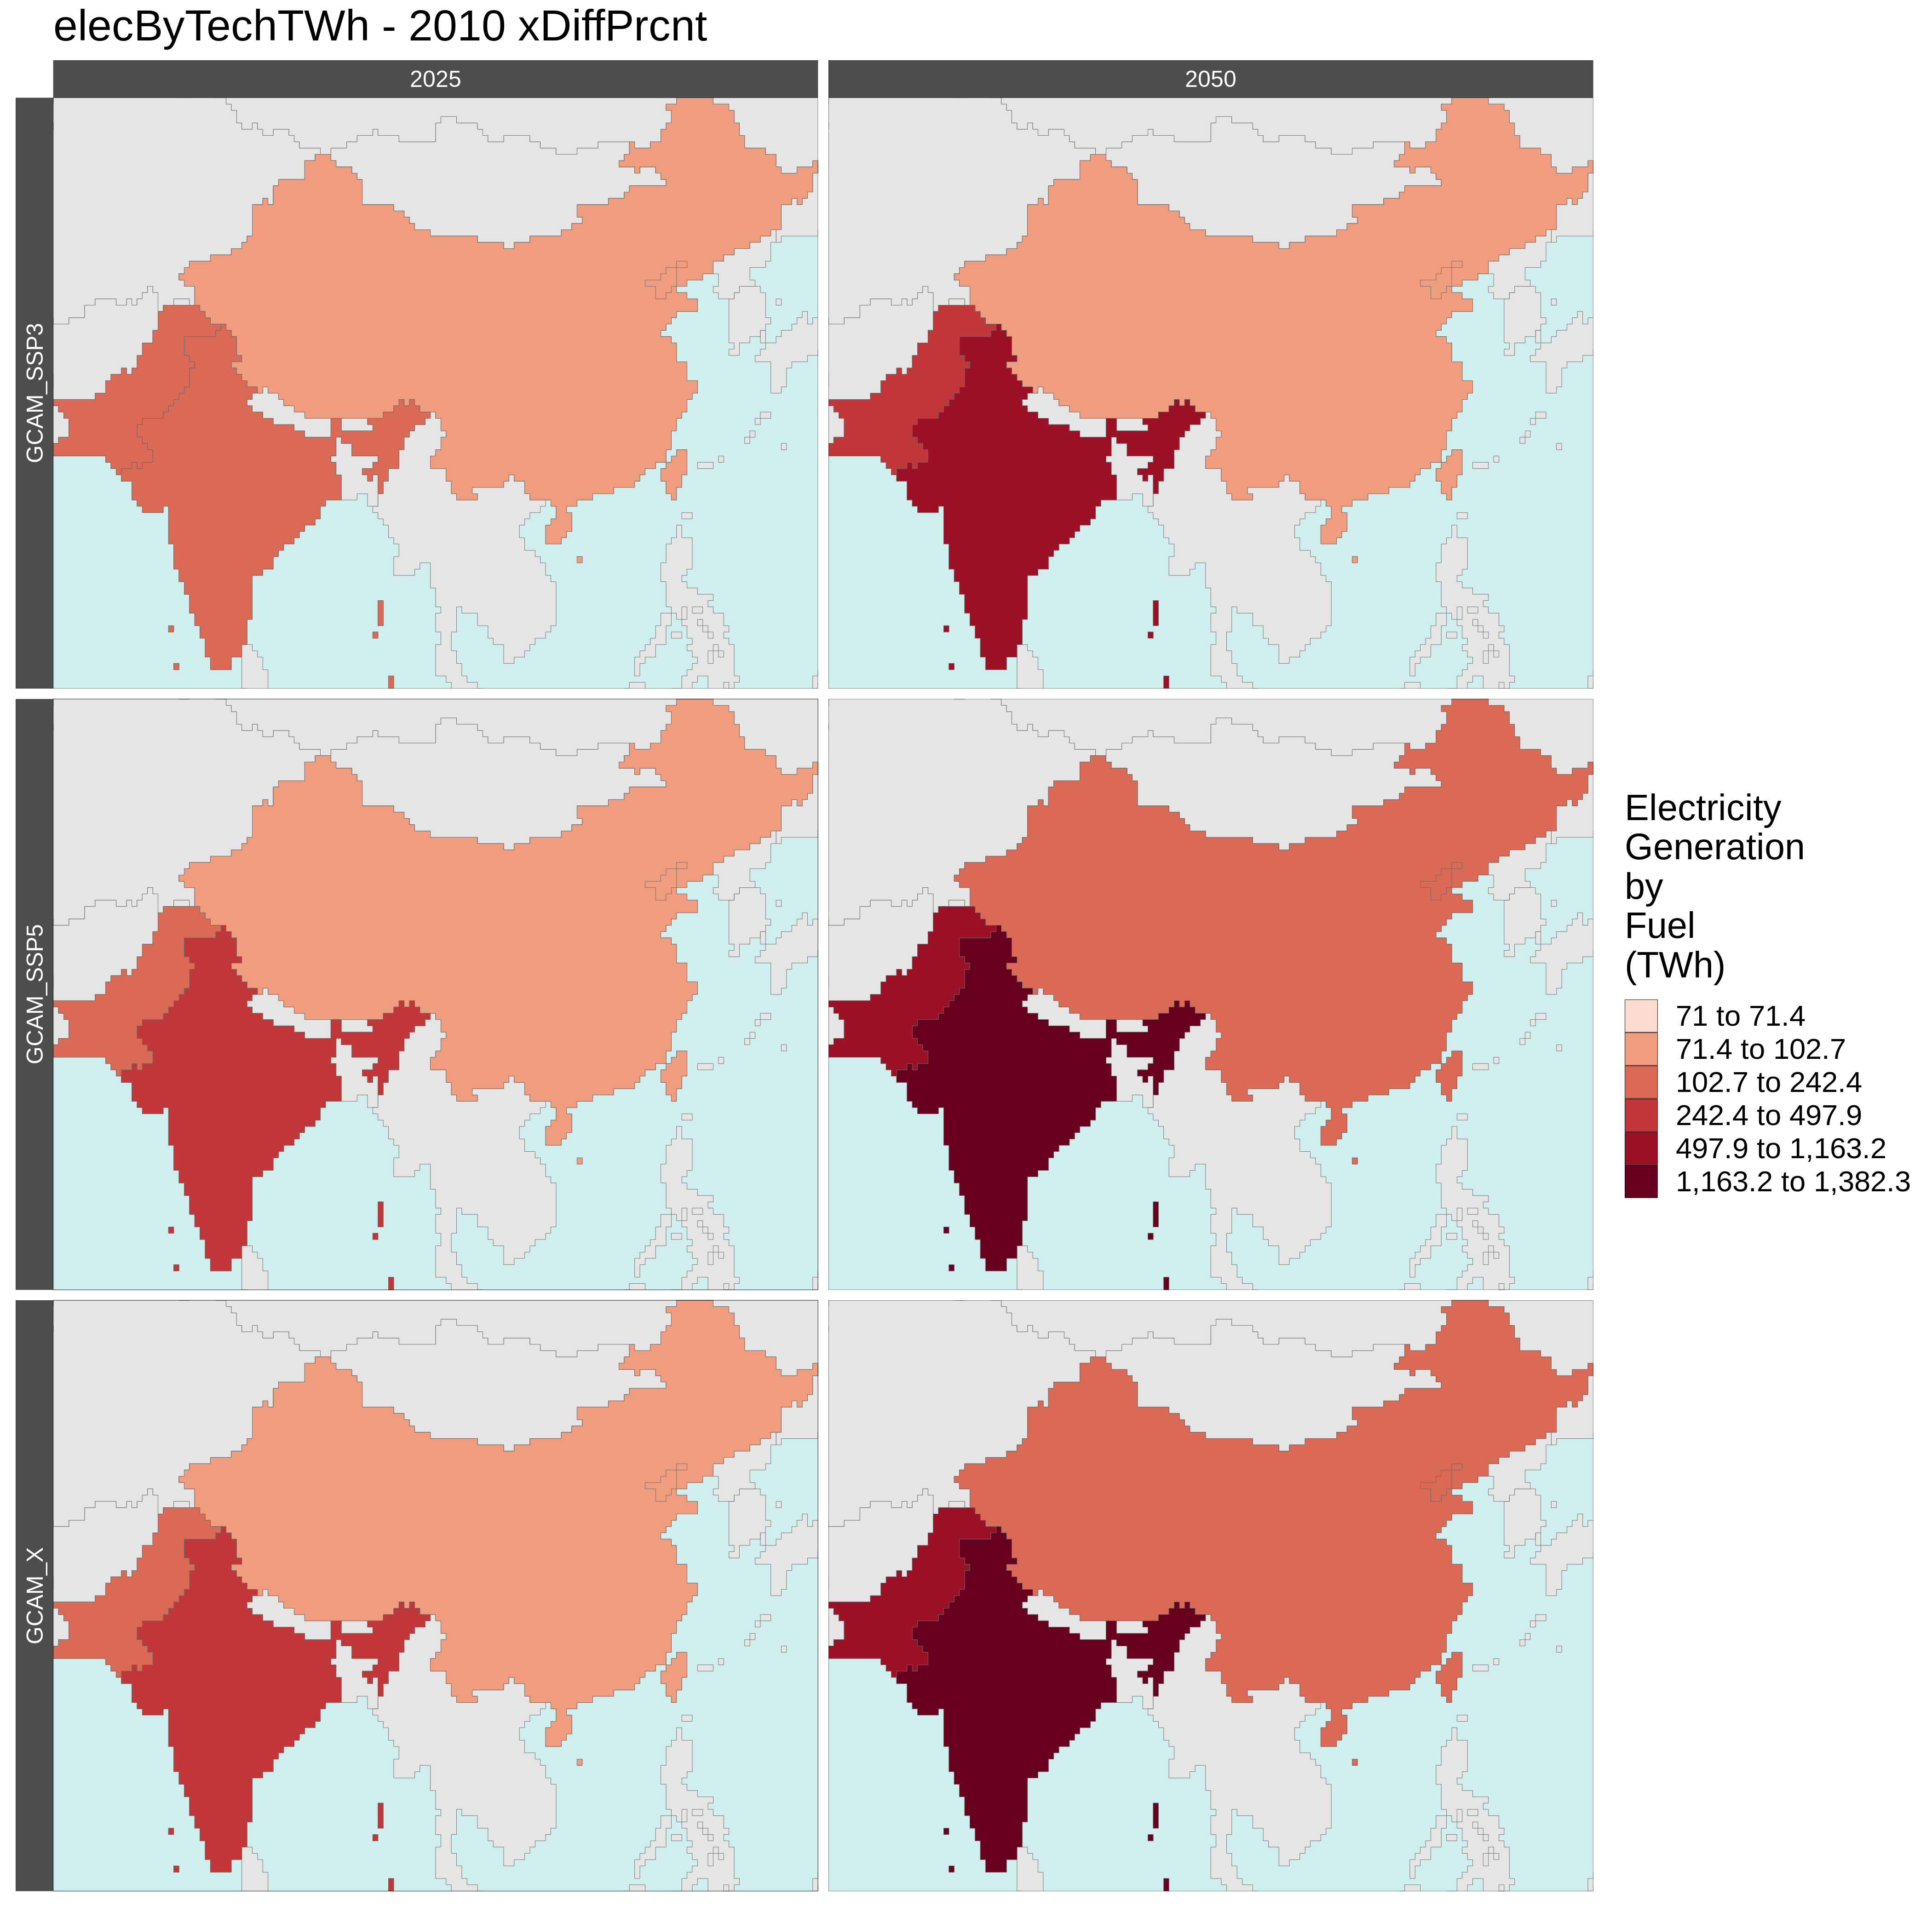 elecByTechTWh - 2010 xDiffPrcnt
2025
2050
GCAM_SSP3
GCAM_SSP5
GCAM_X
Electricity
Generation
by
Fuel
(TWh)
71 to 71.4
71.4 to 102.7
102.7 to 242.4
242.4 to 497.9
497.9 to 1,163.2
1,163.2 to 1,382.3